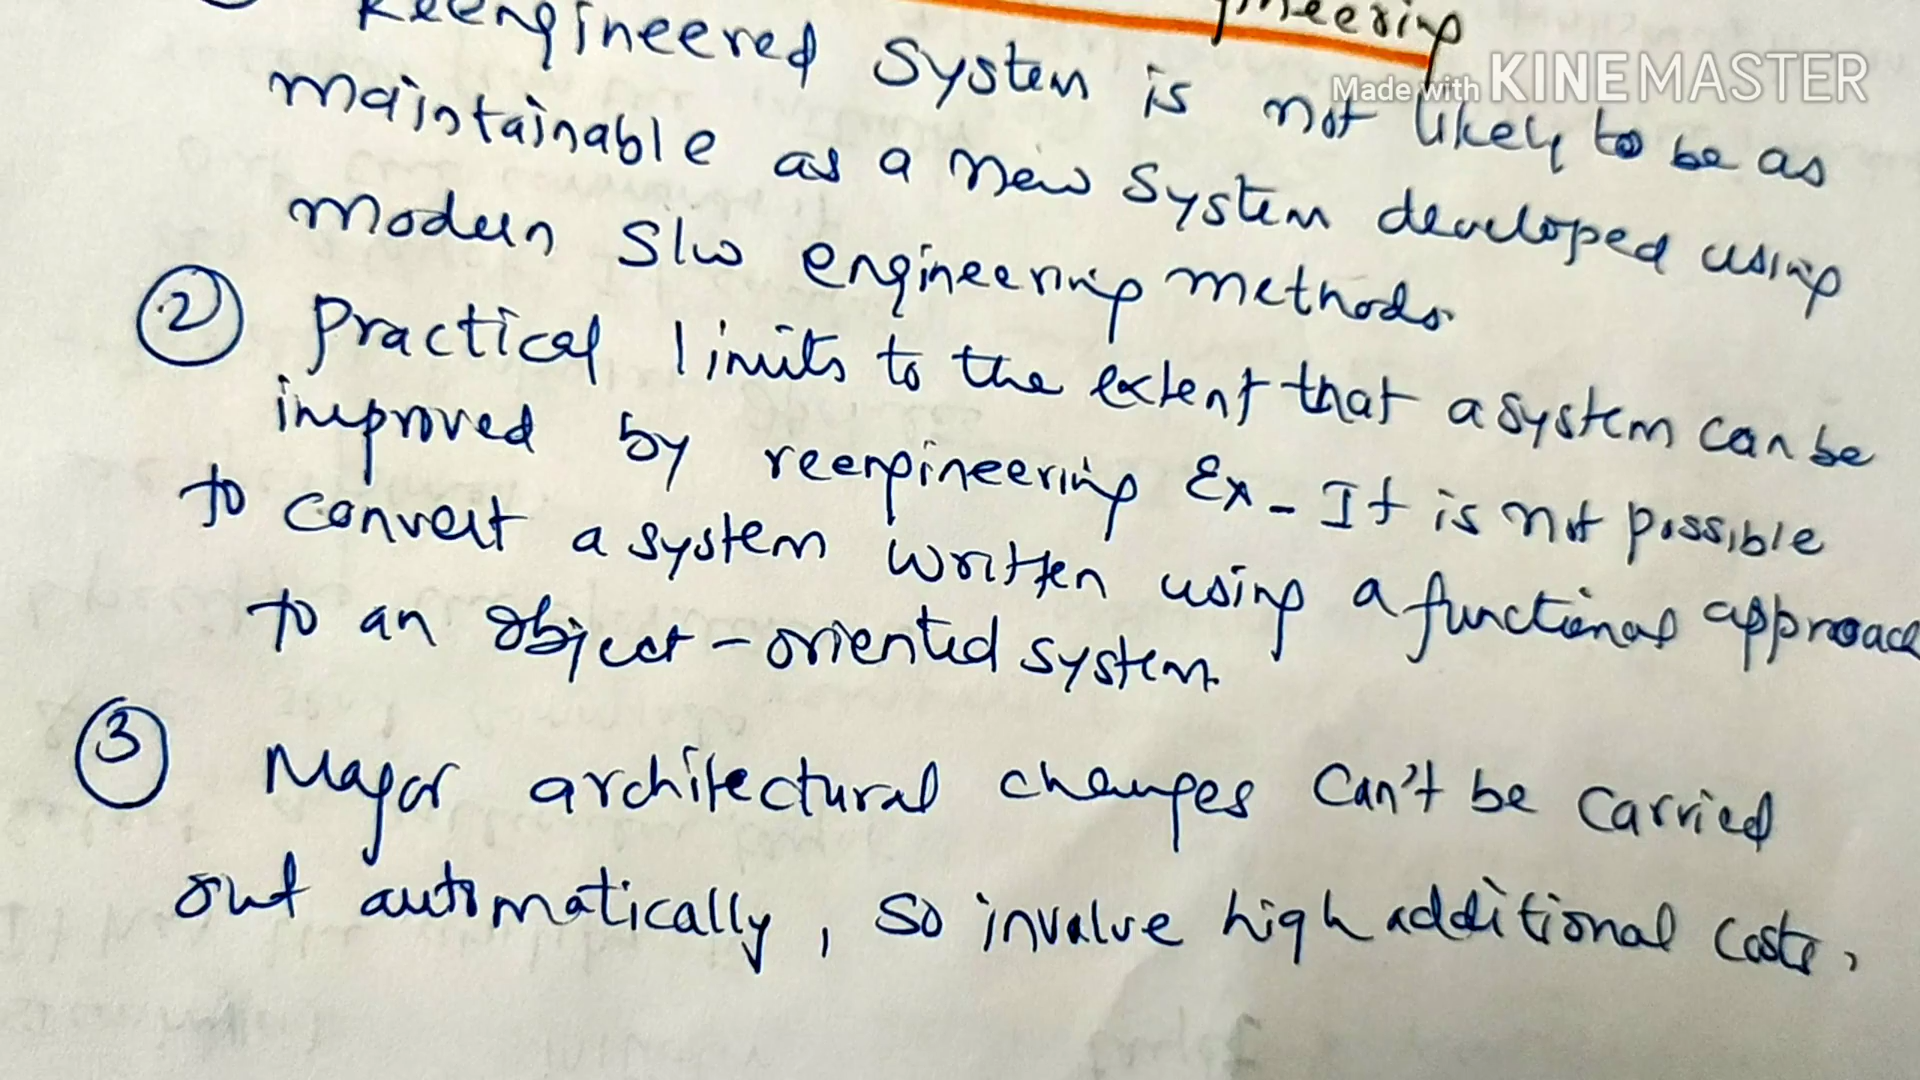 Reengineered System is not likely to be as
maintainable as a new System developed using
modern S/w engineering methods.
② Practical limits to the extent that a system can be
improved by reengineering Ex - It is not possible
to convert a system written using a functional approach
to an object-oriented system.
③ Major architectural changes can't be carried
out automatically, so involve high additional costs.
Made with KINEMASTER